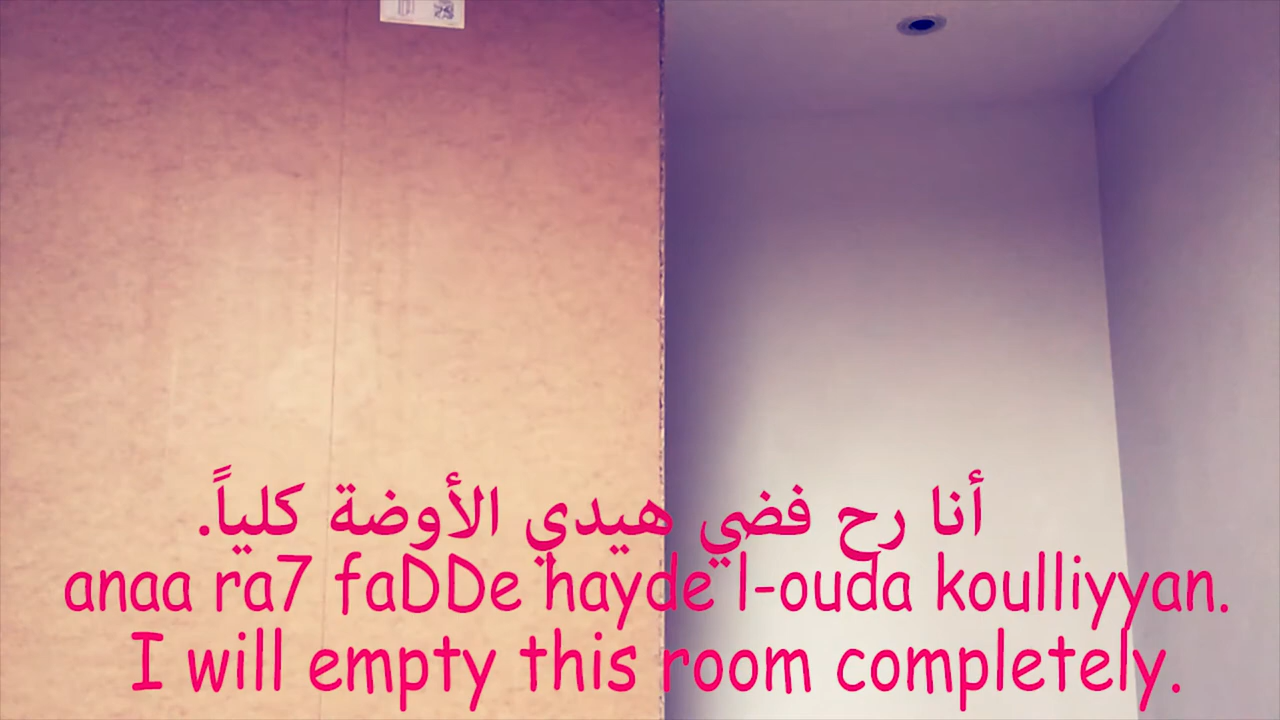 أنا رح فضي هيدي الأوضة كلياً.
anaa ra7 faDDe hayde l-ouda koulliyyan.
I will empty this room completely.